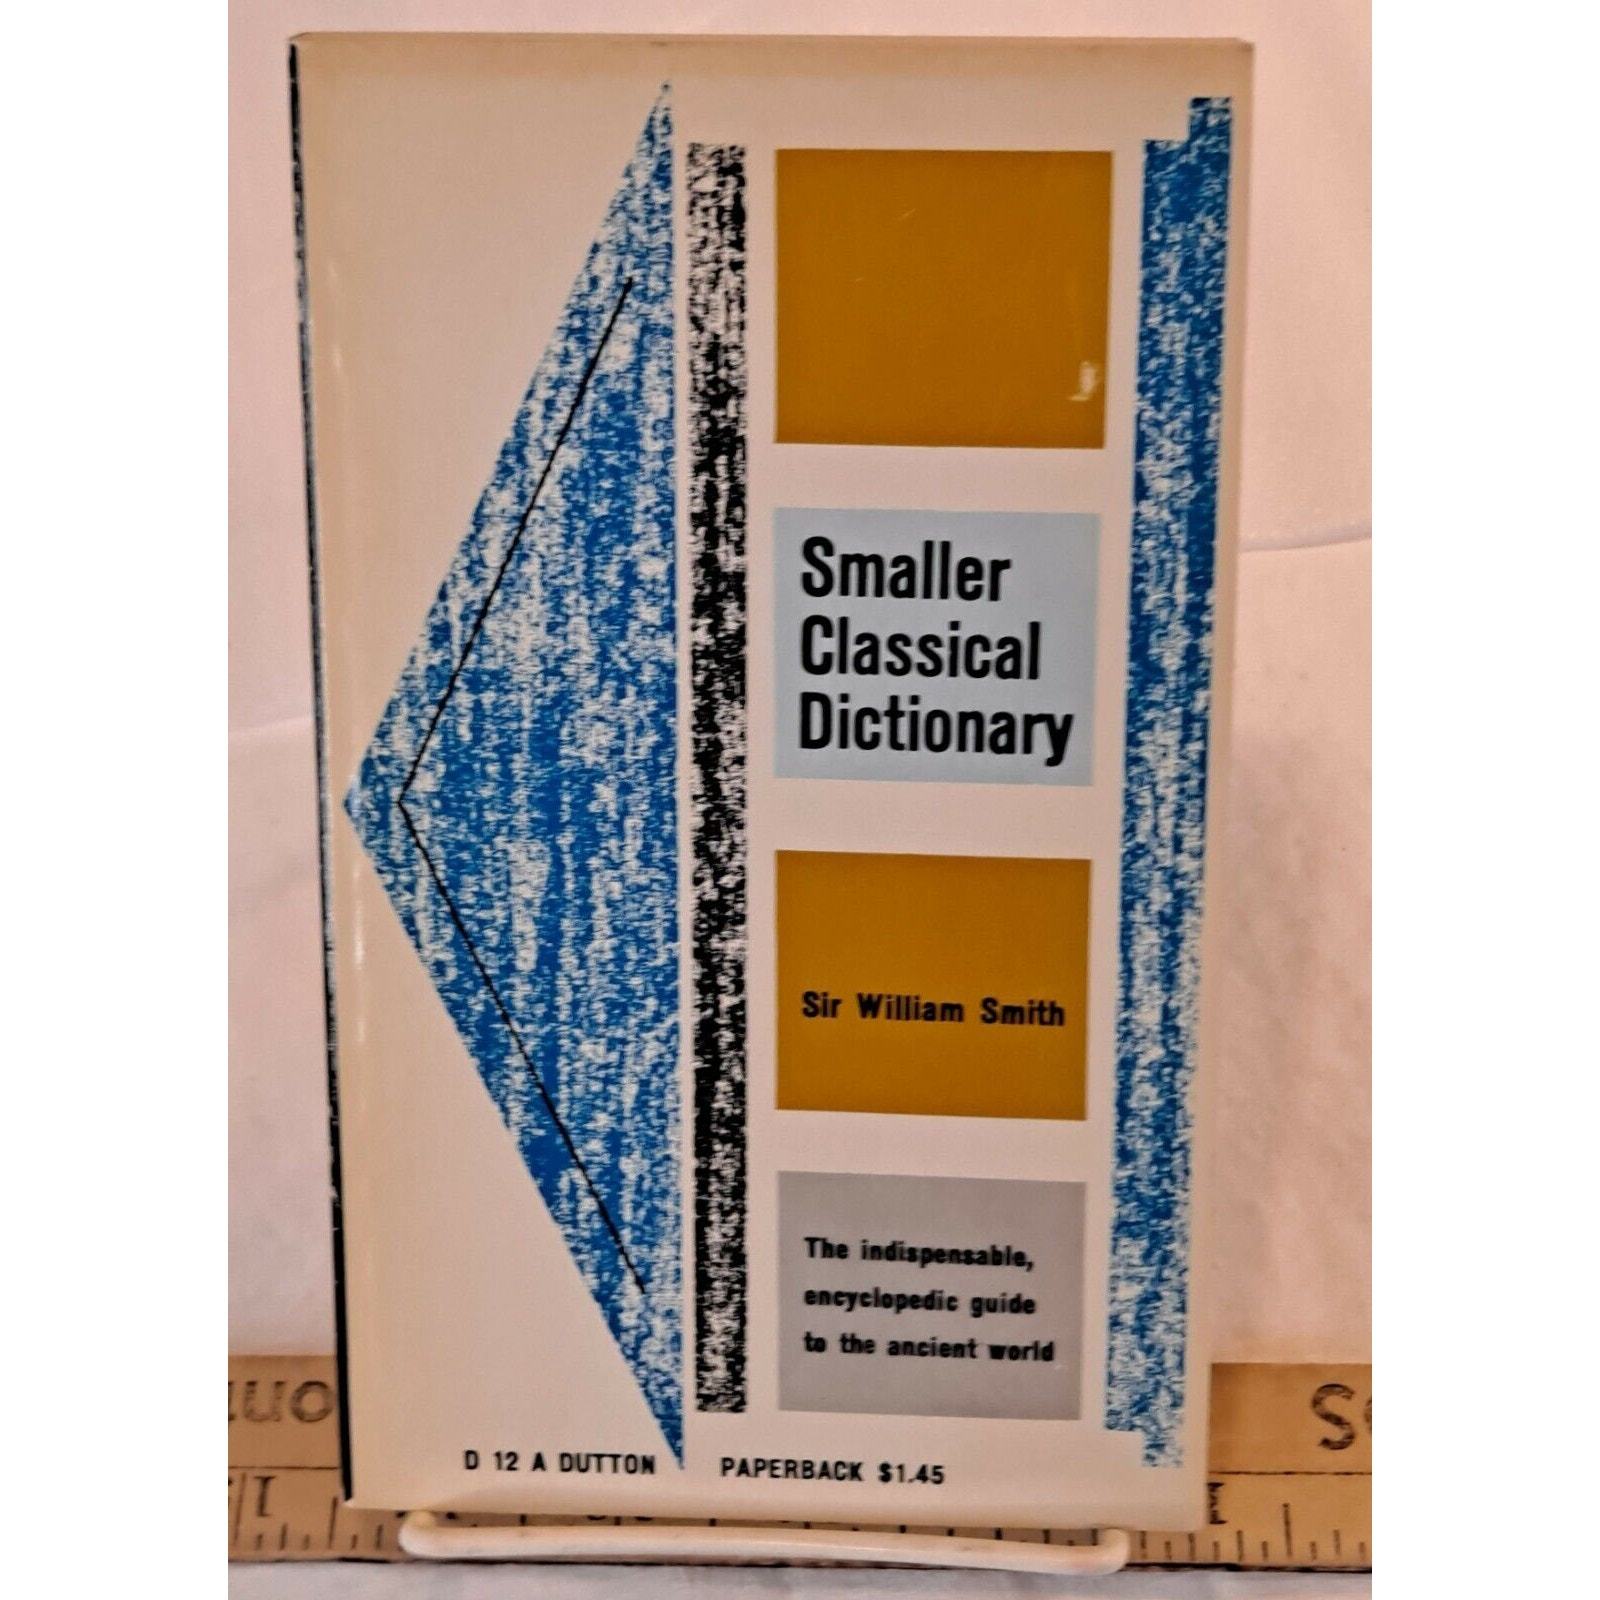 Smaller
Classical
Dictionary
Sir William Smith
The indispensable,
encyclopedic guide
to the ancient world
D 12 A DUTTON PAPERBACK $1.45